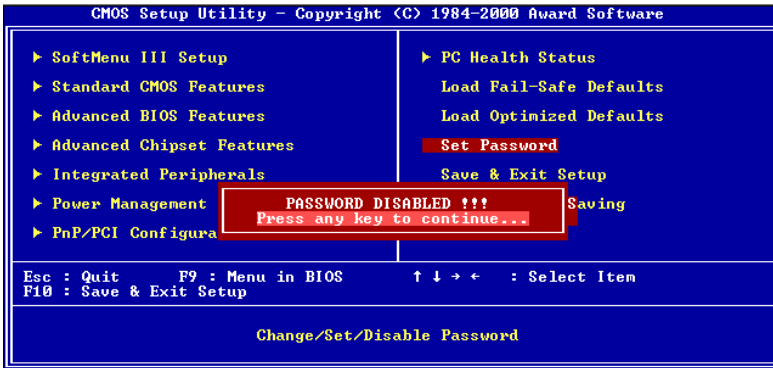 CMOS Setup Utility - Copyright (C) 1984-2000 Award Software
▶ SoftMenu III Setup
▶ Standard CMOS Features
▶ Advanced BIOS Features
▶ Advanced Chipset Features
▶ Integrated Peripherals
▶ Power Management
▶ PnP/PCI
▶ PC Health Status
Load Fail-Safe Defaults
Load Optimized Defaults
Set Password
Save & Exit Setup
Saving
PASSWORD DISABLED !!!
Press any key to continue...
Esc : Quit F9 : Menu in BIOS ↑ ↓ → ← : Select Item
F10 : Save & Exit Setup
Change/Set/Disable Password